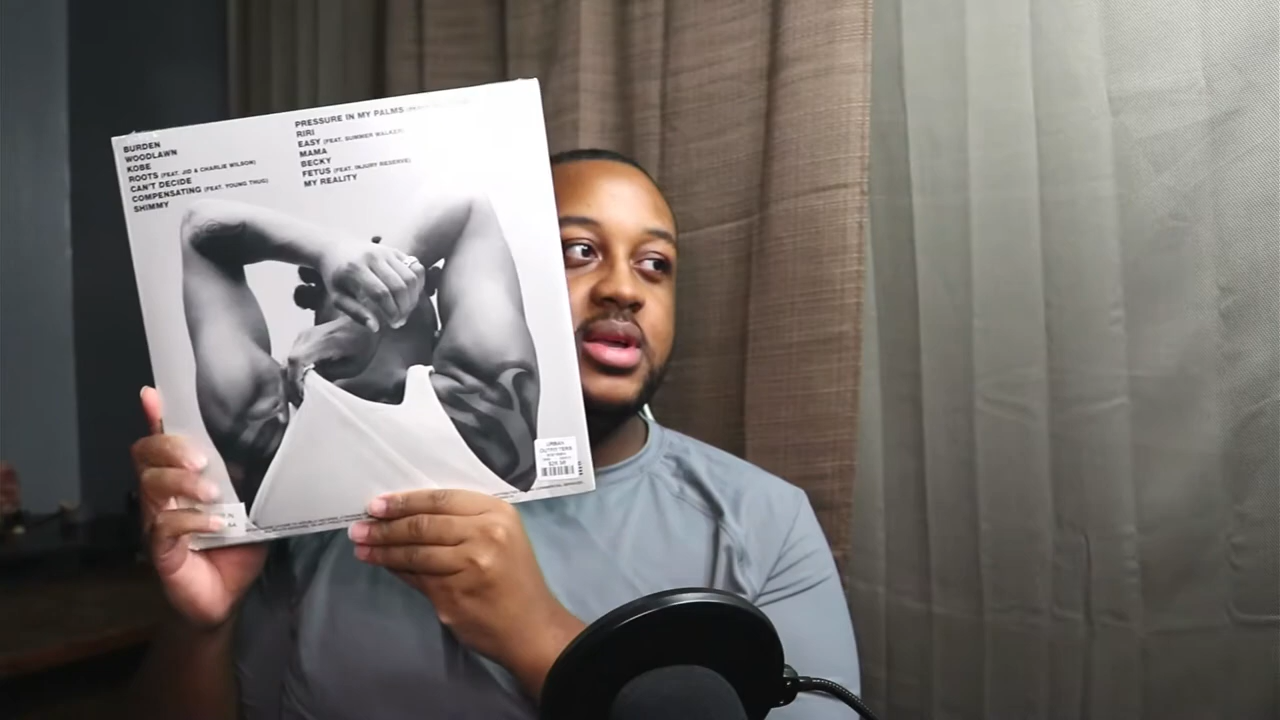 BURDEN
WOODLAWN
KOBE
ROOTS (FEAT. JID & CHARLIE WILSON)
CAN'T DECIDE
COMPENSATING (FEAT. YOUNG THUG)
SHIMMY
PRESSURE IN MY PALMS
RIRI
EASY (FEAT. SUMMER WALKER)
MAMA
BECKY
FETUS (FEAT. INJURY RESERVE)
MY REALITY
URBAN
OUTFITTERS